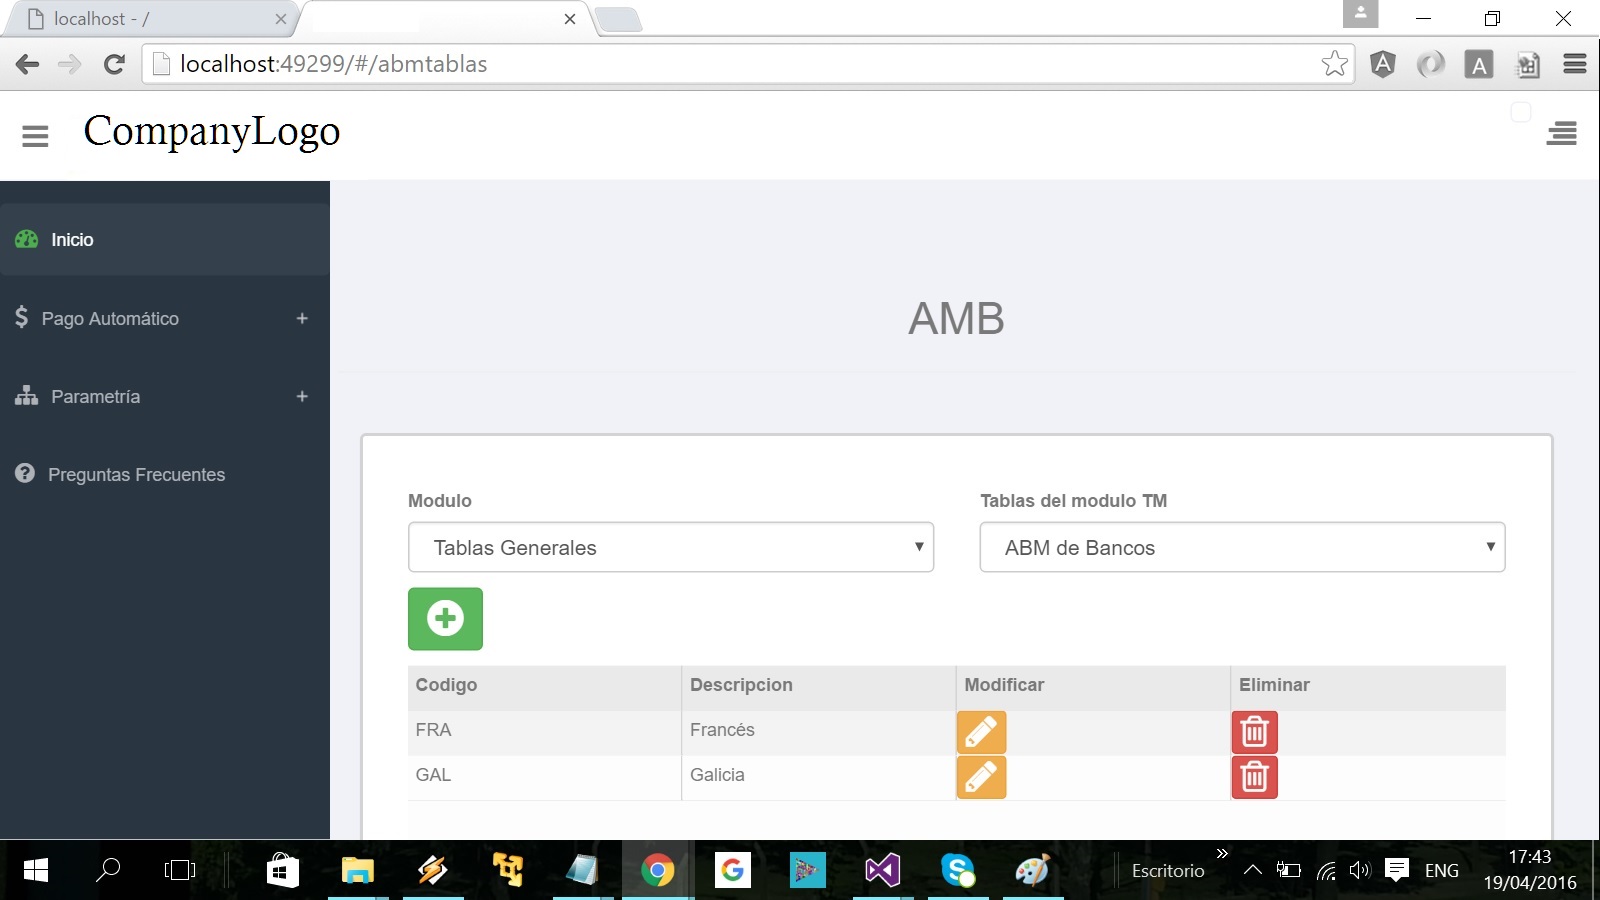 localhost - /
localhost:49299/#/abmtablas
CompanyLogo
Inicio
Pago Automático +
Parametría +
Preguntas Frecuentes
AMB
Modulo
Tablas del modulo TM
Tablas Generales
ABM de Bancos
Codigo Descripcion Modificar Eliminar
FRA Francés
GAL Galicia
Escritorio
ENG
17:43
19/04/2016